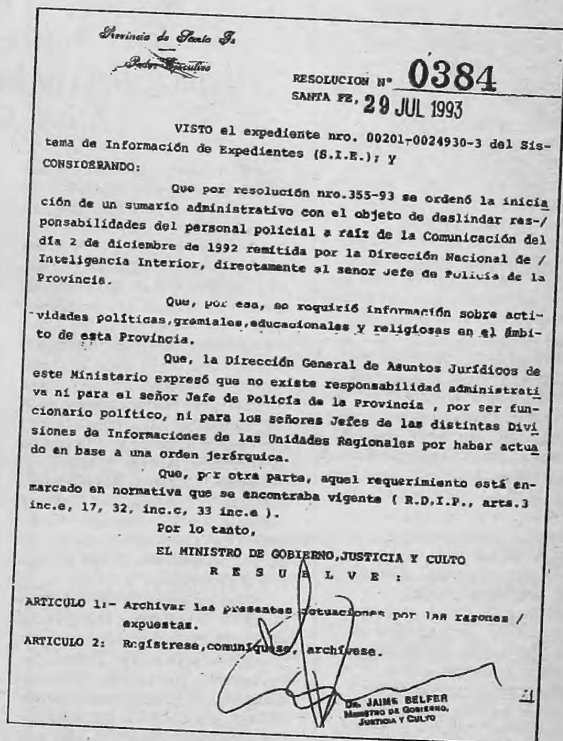 Provincia de Santa Fe
Poder Ejecutivo
RESOLUCION Nº 0384
SANTA FE, 29 JUL 1993
VISTO el expediente nro. 00201-0024930-3 del Sis-
tema de Información de Expedientes (S.I.E.); y
CONSIDERANDO:
Que por resolución nro.355-93 se ordenó la inicia
ción de un sumario administrativo con el objeto de deslindar res-/
ponsabilidades del personal policial a raíz de la Comunicación del
día 2 de diciembre de 1992 remitida por la Dirección Nacional de /
Inteligencia Interior, directamente al senor Jefe de Policía de la
Provincia.
Que, por esa, se requirió información sobre acti-
vidades políticas,gremiales,educacionales y religiosas en el ámbi-
to de esta Provincia.
Que, la Dirección General de Asuntos Jurídicos de
este Ministerio expresó que no existe responsabilidad administrati
va ni para el señor Jefe de Policía de la Provincia , por ser fun-
cionario político, ni para los señores Jefes de las distintas Divi
siones de Informaciones de las Unidades Regionales por haber actua
do en base a una orden jerárquica.
Que, por otra parte, aquel requerimiento está en-
marcado en normativa que se encontraba vigente ( R.D.I.P., arts.3
inc.e, 17, 32, inc.c, 33 inc.e ).
Por lo tanto,
EL MINISTRO DE GOBIERNO,JUSTICIA Y CULTO
R E S U E L V E :
ARTICULO 1:- Archivar las presentes actuaciones por las razones /
expuestas.
ARTICULO 2: Regístrese,comuníquese, archívese.
Dr. JAIME BELFER
MINISTRO DE GOBIERNO,
JUSTICIA Y CULTO